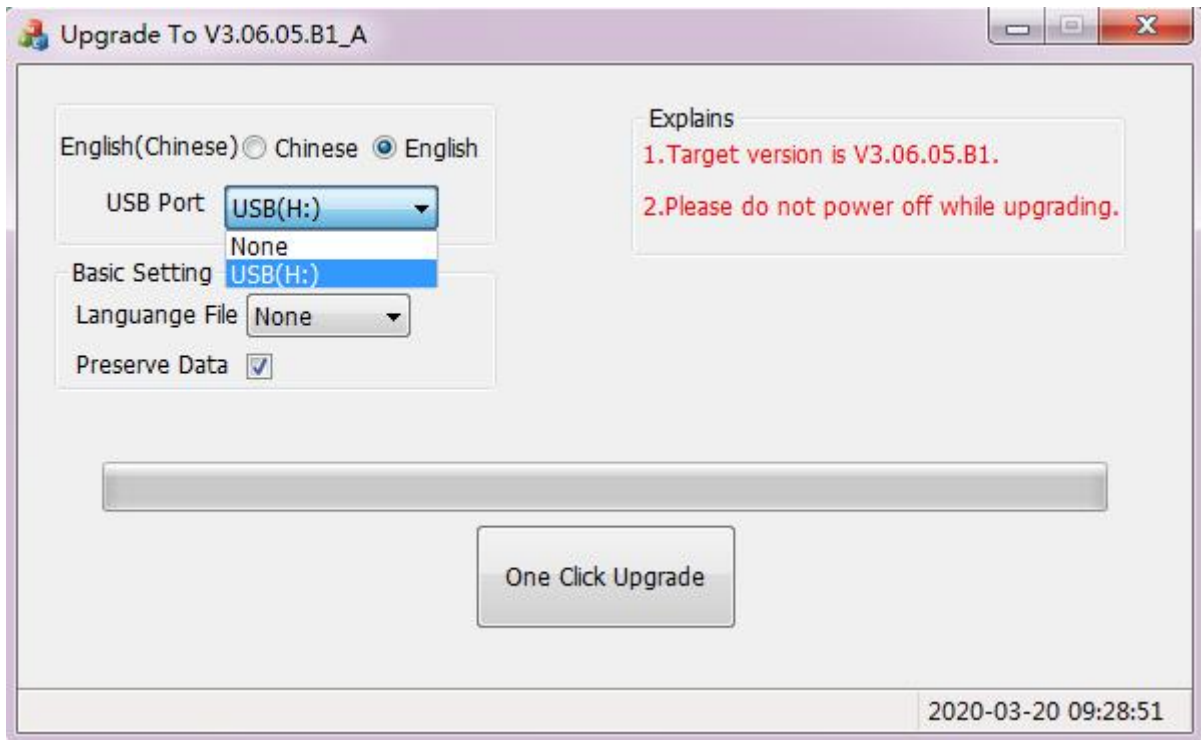 Upgrade To V3.06.05.B1_A
English(Chinese) Chinese English
USB Port USB(H:)
None
USB(H:)
Basic Setting
Languange File None
Preserve Data
Explains
1.Target version is V3.06.05.B1.
2.Please do not power off while upgrading.
One Click Upgrade
2020-03-20 09:28:51